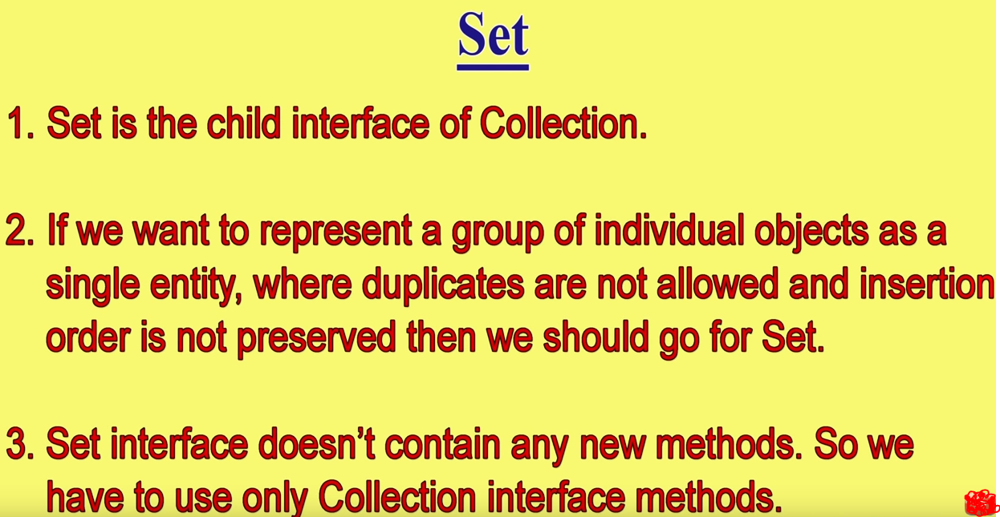 Set
1. Set is the child interface of Collection.
2. If we want to represent a group of individual objects as a
single entity, where duplicates are not allowed and insertion
order is not preserved then we should go for Set.
3. Set interface doesn’t contain any new methods. So we
have to use only Collection interface methods.